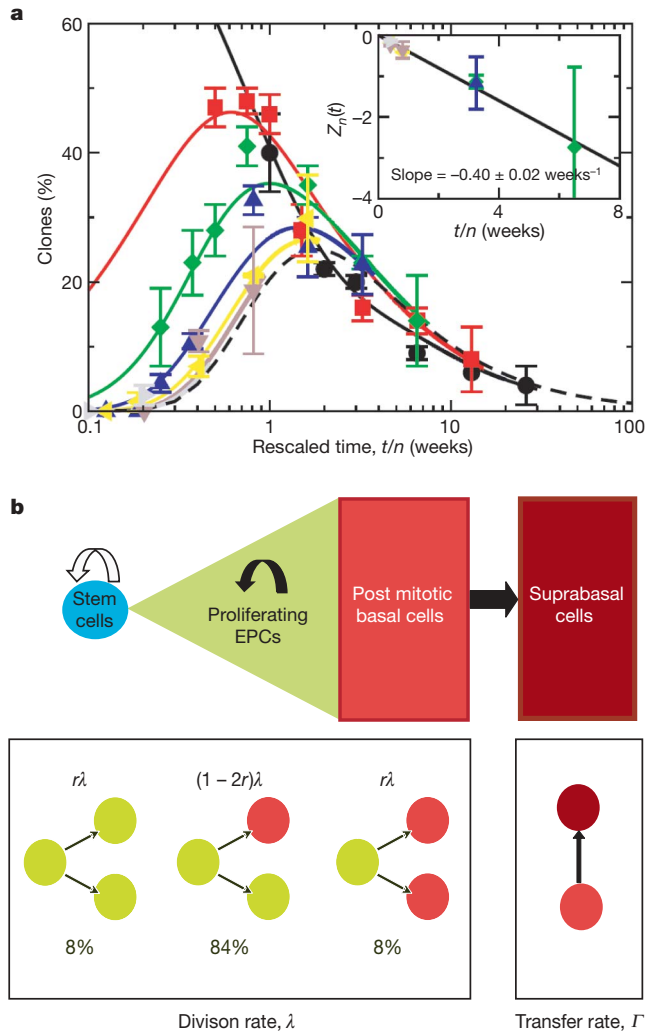 a
60
40
20
0
Clones (%)
0.1
1
10
100
Rescaled time, t/n (weeks)
0
−2
−4
Zn(t)
Slope = −0.40 ± 0.02 weeks−1
0
4
8
t/n (weeks)
b
Stem
cells
Proliferating
EPCs
Post mitotic
basal cells
Suprabasal
cells
rλ
(1 − 2r)λ
rλ
8%
84%
8%
Divison rate, λ
Transfer rate, Γ